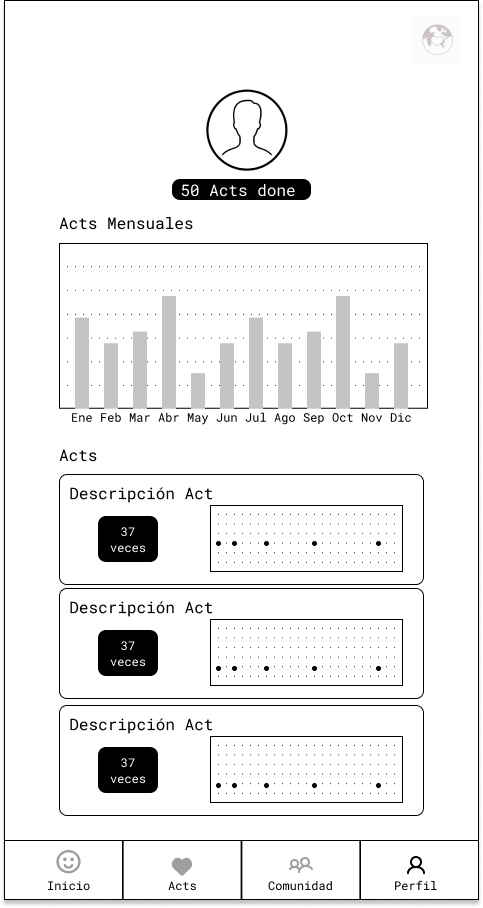 50 Acts done
Acts Mensuales
Ene Feb Mar Abr May Jun Jul Ago Sep Oct Nov Dic
Acts
Descripción Act
37
veces
Descripción Act
37
veces
Descripción Act
37
veces
Inicio Acts Comunidad Perfil